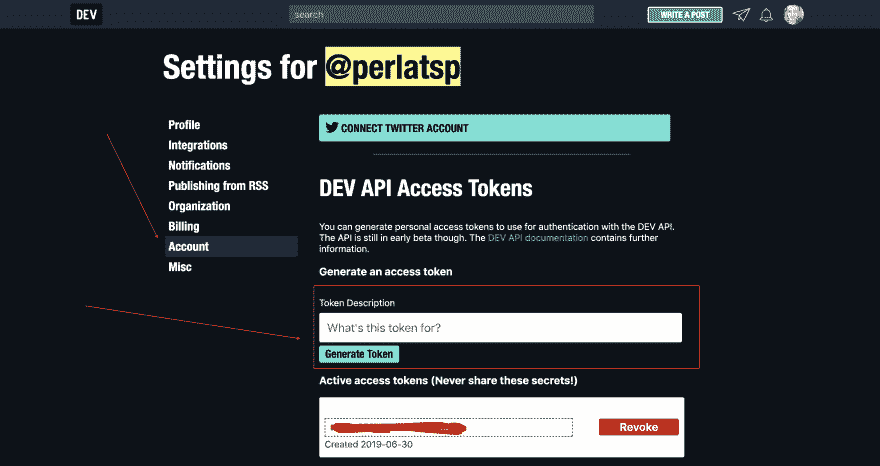 DEV
search
WRITE A POST
Settings for @perlatsp
Profile
Integrations
Notifications
Publishing from RSS
Organization
Billing
Account
Misc
CONNECT TWITTER ACCOUNT
DEV API Access Tokens
You can generate personal access tokens to use for authentication with the DEV API.
The API is still in early beta though. The DEV API documentation contains further
information.
Generate an access token
Token Description
What's this token for?
Generate Token
Active access tokens (Never share these secrets!)
Revoke
Created 2019-06-30